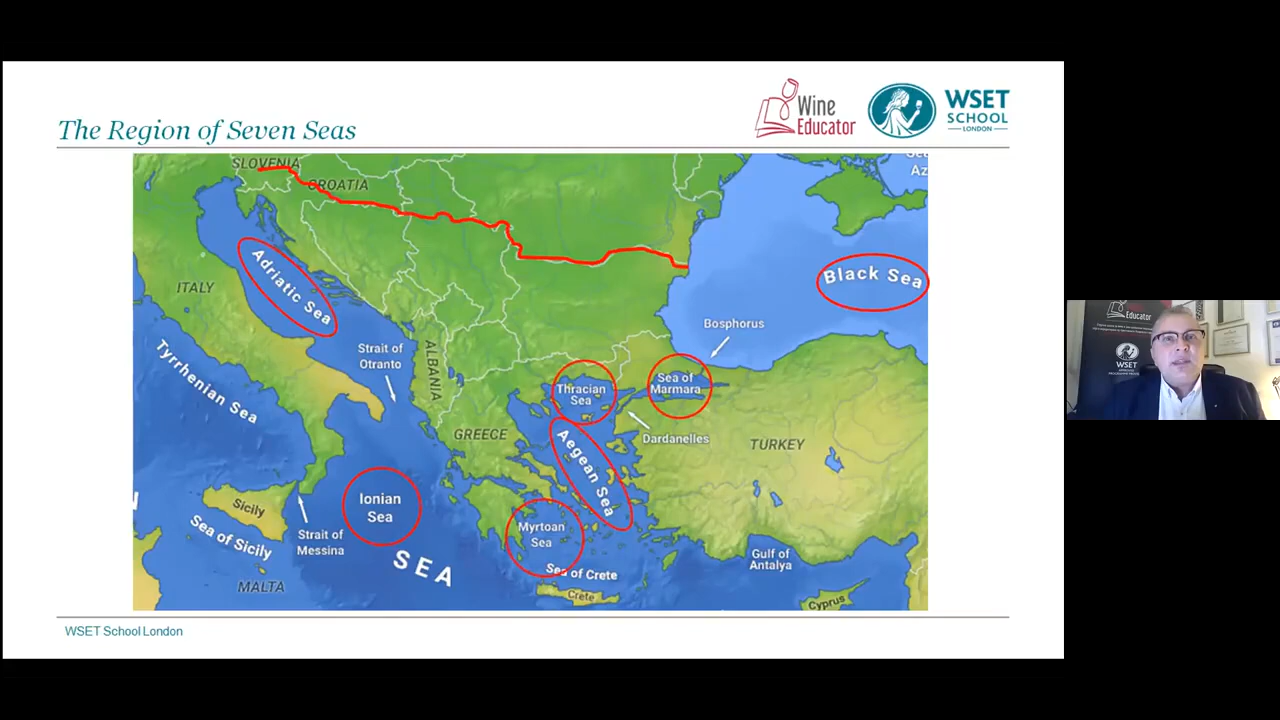 The Region of Seven Seas
Wine
Educator
WSET
SCHOOL
LONDON
SLOVENIA
CROATIA
Az
Adriatic Sea
ITALY
Black Sea
Bosphorus
Strait of
Otranto
ALBANIA
Tyrrhenian Sea
Thracian
Sea
Sea of
Marmara
Dardanelles
GREECE
TURKEY
Aegean Sea
Ionian
Sea
Sicily
Myrtoan
Sea
Sea of Sicily
Strait of
Messina
SEA
Sea of Crete
Gulf of
Antalya
MALTA
Crete
Cyprus
WSET School London
Educator
WSET